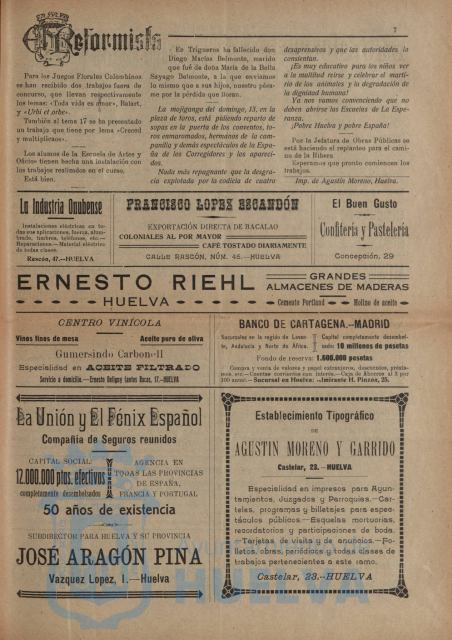 El Reformista
7
Para los Juegos Florales Colombinos
se han recibido dos trabajos fuera de
concurso, que llevan respectivamente
los lemas: «Toda vida es amor», Balart,
y «Urbi et orbe».
También al tema 17 se ha presentado
un trabajo que tiene por lema «Creced
y multiplicaos».
Los alumnos de la Escuela de Artes y
Oficios tienen hecha una instalación con
los trabajos realizados en el curso.
Está bien.
En Trigueros ha fallecido don
Diego Macías Belmonte, marido
que fué de doña María de la Bella
Sayago Belmonte, a la que enviamos
lo mismo que a sus hijos, nuestro pésa-
me por la pérdida que lloran.
La mojiganga del domingo, 13, en la
plaza de toros, está pidiendo reparto de
sopas en la puerta de los conventos, to-
ros enmaromados, hermanos de la cam-
panilla y demás espectáculos de la Espa-
ña de los Corregidores y los apareci-
dos.
Nada más repugnante que la desgra-
cia explotada por la codicia de cuatro
desaprensivos y que las autoridades lo
consientan.
¡Es muy educativo para los niños ver
a la multitud reirse y celebrar el marti-
rio de los animales y la degradación de
la dignidad humana!
Ya nos vamos convenciendo que no
deben abrirse las Escuelas de La Espe-
ranza.
¡Pobre Huelva y pobre España!
Por la Jefatura de Obras Públicas se
está haciendo el replanteo para el cami-
no de la Ribera
Esperamos que pronto comiencen los
trabajos.
Imp. de Agustín Moreno, Huelva.
La Industria Onubense
Instalaciones eléctricas en to-
das sus aplicaciones, fuerza, alum-
brado, timbres, teléfonos, etc.—
Reparaciones.—Material eléctrico
de todas clases.
Rascón, 47.—HUELVA
FRANCISCO LOPEZ ESCANDÓN
EXPORTACIÓN DIRECTA DE BACALAO
COLONIALES AL POR MAYOR
CAFÉ TOSTADO DIARIAMENTE
CALLE RASCÓN, NÚM. 45.—HUELVA
El Buen Gusto
Confitería y Pastelería
Concepción, 29
ERNESTO RIEHL
HUELVA
GRANDES
ALMACENES DE MADERAS
Cemento Portland
Molino de aceite
CENTRO VINÍCOLA
Vinos finos de mesa
Aceite puro de oliva
Gumersindo Carbonell
Especialidad en ACEITE FILTRADO
Servicio a domicilio.—Ernesto Deligny (antes Bocas, 17.—HUELVA
BANCO DE CARTAGENA.—MADRID
Sucursales en la región de Levan-
te, Andalucía y Norte de Africa.
Capital completamente desembol-
sado: 10 millones de pesetas
Fondo de reserva: 1.600.000 pesetas
Compra y venta de valores y papel extranjeros, descuentos, présta-
mos, etc.—Cuentas corrientes con interés.—Caja de Ahorros al 3 por
100 anual.—Sucursal en Huelva: Almirante H. Pinzón, 25.
La Unión y El Fénix Español
Compañia de Seguros reunidos
CAPITAL SOCIAL:
12.000.000 ptas. efectivos
completamente desembolsados
AGENCIA EN
TODAS LAS PROVINCIAS
DE ESPAÑA,
FRANCIA Y PORTUGAL
50 años de existencia
SUBDIRECTOR PARA HUELVA Y SU PROVINCIA
JOSÉ ARAGÓN PINA
Vazquez Lopez, 1.—Huelva
Establecimiento Tipográfico
DE
AGUSTIN MORENO Y GARRIDO
Castelar, 23.—HUELVA
Especialidad en impresos para Ayun-
tamientos, Juzgados y Parroquias.—Car-
teles, programas y billetajes para espec-
táculos públicos.—Esquelas mortuorias,
recordatorios y participaciones de boda.
—Tarjetas de visita y de anuncios.—Fo-
lletos, obras, periódicos y todas clases de
trabajos pertenecientes a este ramo.
Castelar, 23.-HUELVA
HUELVA